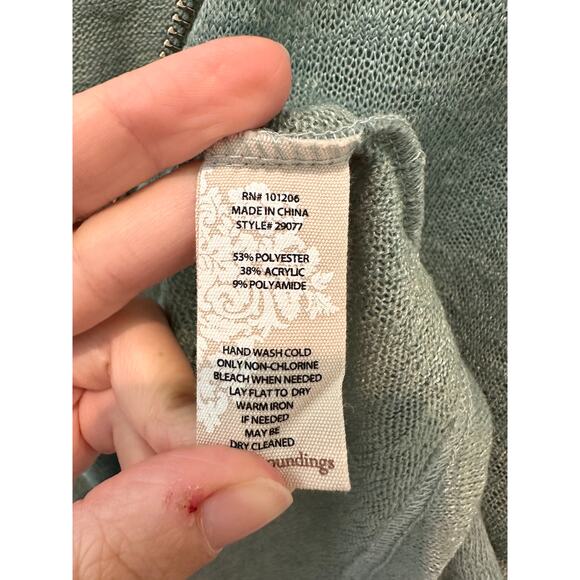 RN# 101206
MADE IN CHINA
STYLE# 29077
53% POLYESTER
38% ACRYLIC
9% POLYAMIDE
HAND WASH COLD
ONLY NON-CHLORINE
BLEACH WHEN NEEDED
LAY FLAT TO DRY
WARM IRON
IF NEEDED
MAY BE
DRY CLEANED
oundings